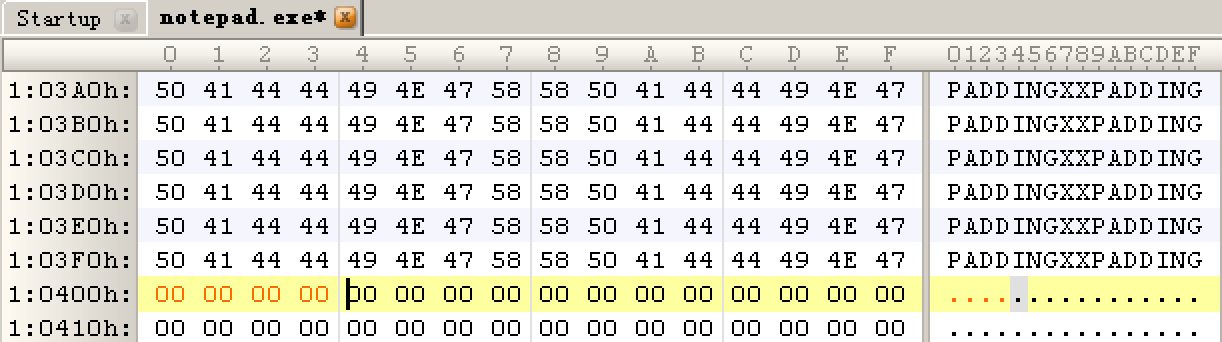 Startup notepad.exe*
0 1 2 3 4 5 6 7 8 9 A B C D E F 0123456789ABCDEF
1:03A0h: 50 41 44 44 49 4E 47 58 58 50 41 44 44 49 4E 47 PADDINGXXPADDING
1:03B0h: 50 41 44 44 49 4E 47 58 58 50 41 44 44 49 4E 47 PADDINGXXPADDING
1:03C0h: 50 41 44 44 49 4E 47 58 58 50 41 44 44 49 4E 47 PADDINGXXPADDING
1:03D0h: 50 41 44 44 49 4E 47 58 58 50 41 44 44 49 4E 47 PADDINGXXPADDING
1:03E0h: 50 41 44 44 49 4E 47 58 58 50 41 44 44 49 4E 47 PADDINGXXPADDING
1:03F0h: 50 41 44 44 49 4E 47 58 58 50 41 44 44 49 4E 47 PADDINGXXPADDING
1:0400h: 00 00 00 00 00 00 00 00 00 00 00 00 00 00 00 00 ................
1:0410h: 00 00 00 00 00 00 00 00 00 00 00 00 00 00 00 00 ................